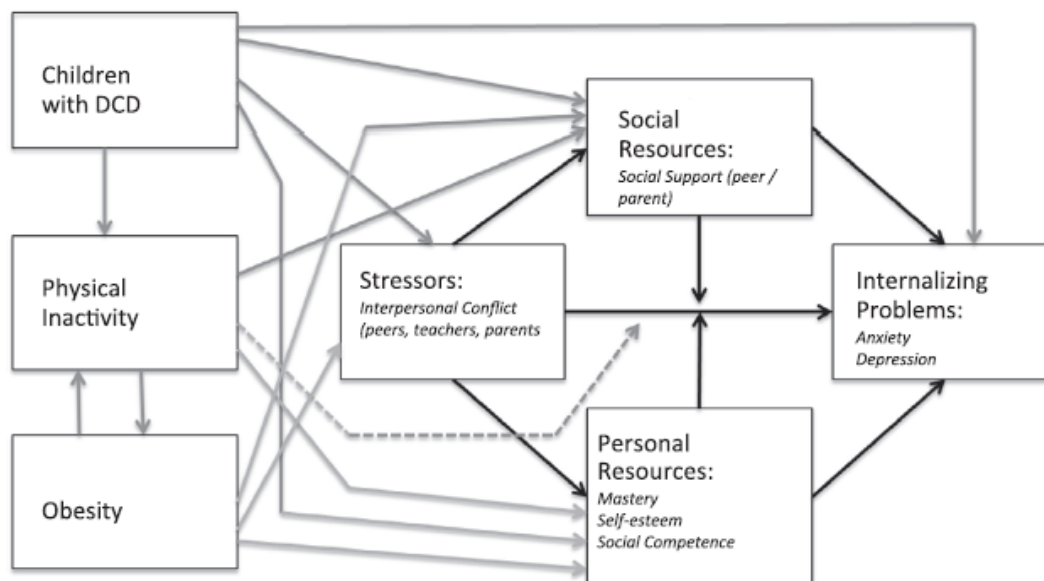 Children
with DCD
Social
Resources:
Social Support (peer /
parent)
Physical
Inactivity
Stressors:
Interpersonal Conflict
(peers, teachers, parents
Internalizing
Problems:
Anxiety
Depression
Obesity
Personal
Resources:
Mastery
Self-esteem
Social Competence